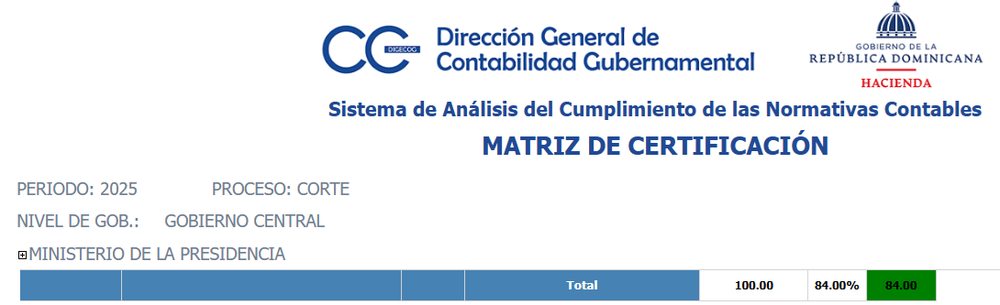 CC DIGECOG
Dirección General de
Contabilidad Gubernamental
GOBIERNO DE LA
REPÚBLICA DOMINICANA
HACIENDA
Sistema de Análisis del Cumplimiento de las Normativas Contables
MATRIZ DE CERTIFICACIÓN
PERIODO: 2025 PROCESO: CORTE
NIVEL DE GOB.: GOBIERNO CENTRAL
MINISTERIO DE LA PRESIDENCIA
Total 100.00 84.00% 84.00